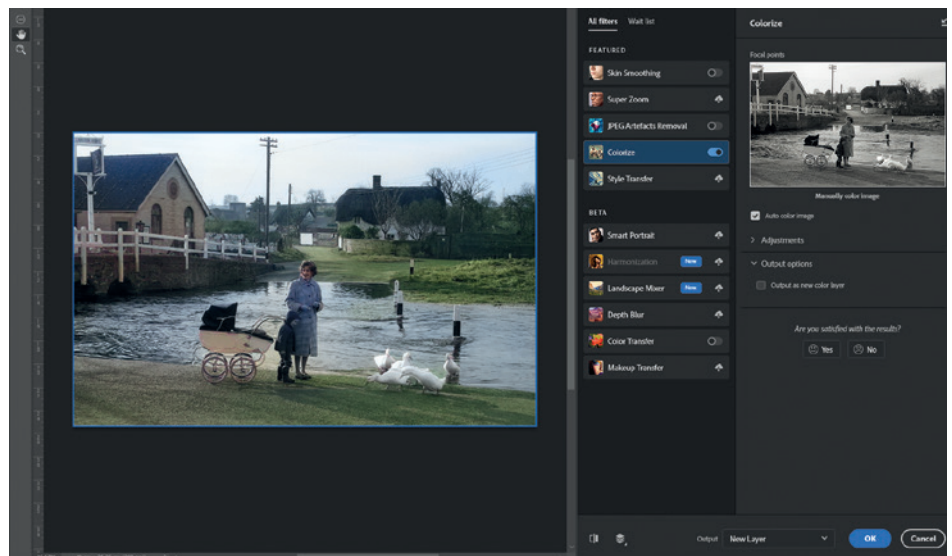 All filters Wait list
FEATURED
Skin Smoothing
Super Zoom
JPEG Artefacts Removal
Colorize
Style Transfer
BETA
Smart Portrait
Harmonization New
Landscape Mixer New
Depth Blur
Color Transfer
Makeup Transfer
Colorize
Focal points
Manually color image
Auto color image
Adjustments
Output options
Output as new color layer
Are you satisfied with the results?
Yes No
Output New Layer OK Cancel